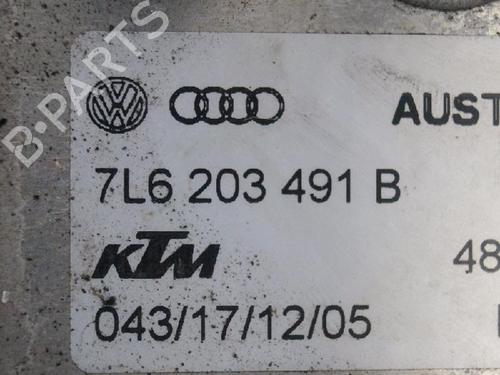 B·PARTS
AUST
7L6 203 491 B
KTM 48
043/17/12/05